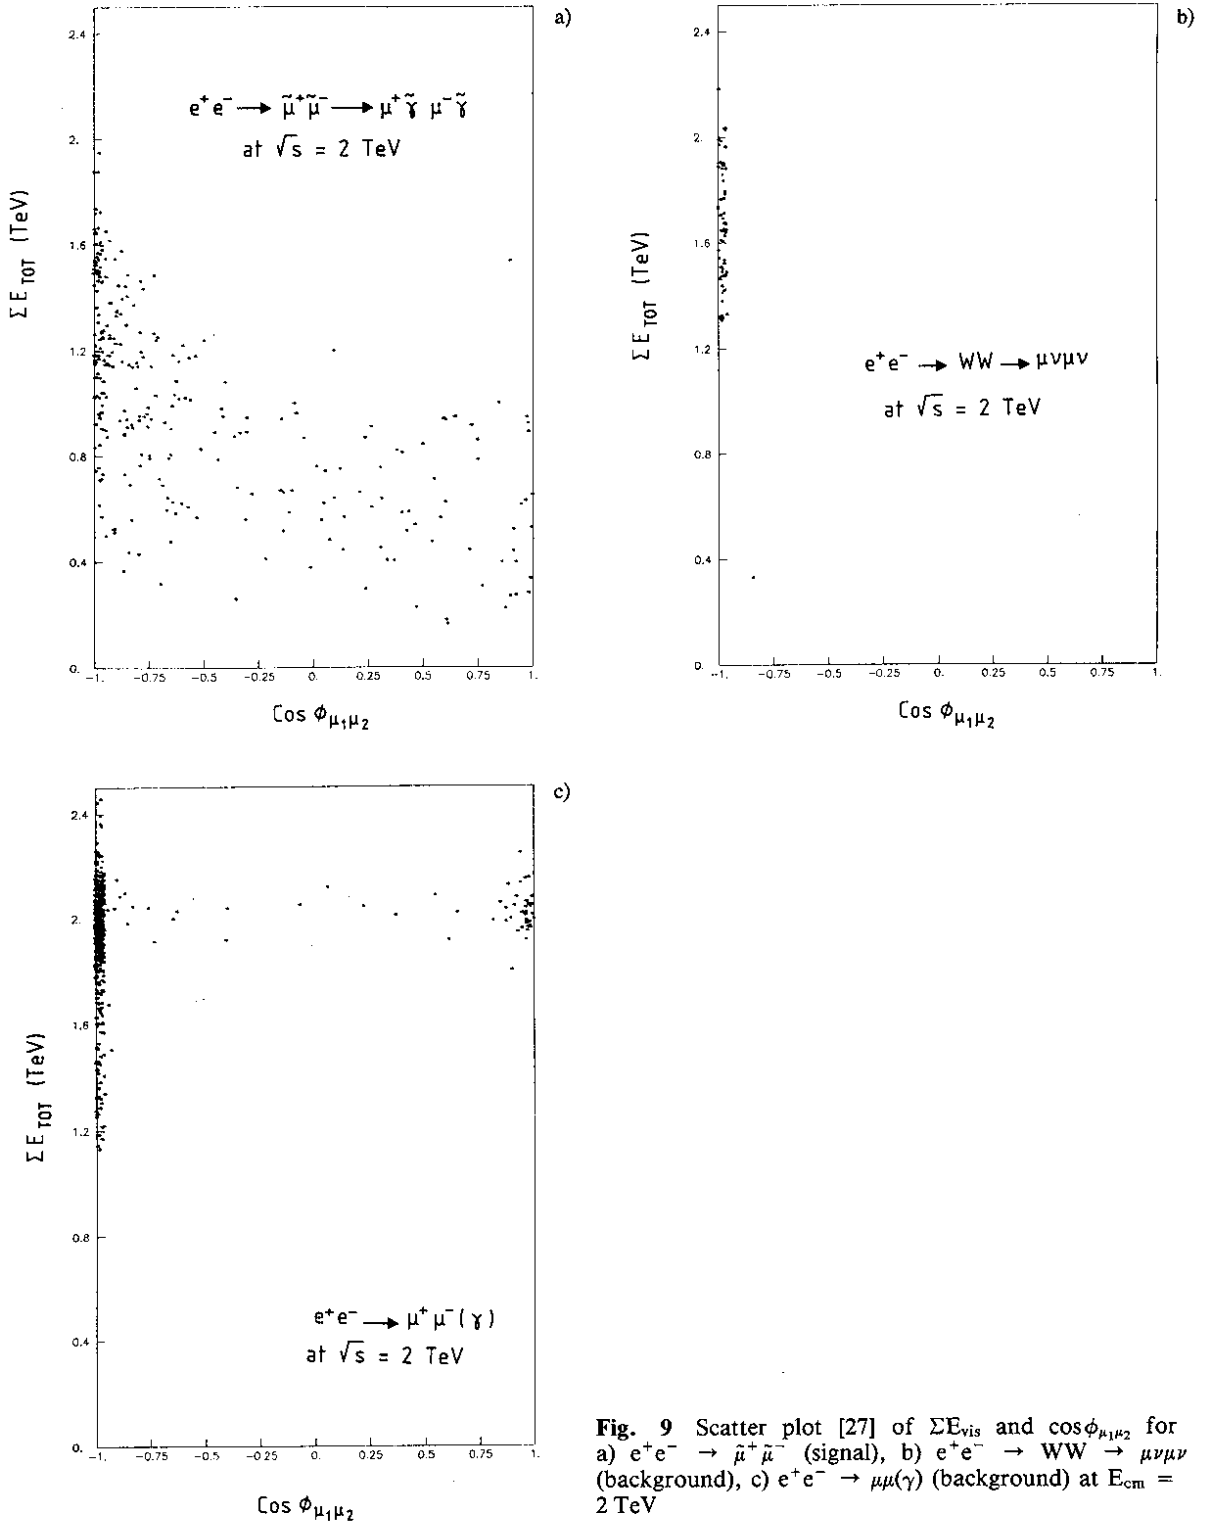 a)
2.4
2.
1.6
1.2
0.8
0.4
0.
e⁺e⁻ → μ̃⁺μ̃⁻ → μ⁺ γ̃ μ⁻ γ̃
at √s = 2 TeV
Σ E_TOT (TeV)
-1. -0.75 -0.5 -0.25 0. 0.25 0.5 0.75 1.
Cos ϕ_μ₁μ₂
b)
2.4
2.
1.6
1.2
0.8
0.4
0.
e⁺e⁻ → WW → μνμν
at √s = 2 TeV
Σ E_TOT (TeV)
-1. -0.75 -0.5 -0.25 0. 0.25 0.5 0.75 1.
Cos ϕ_μ₁μ₂
c)
2.4
2.
1.6
1.2
0.8
0.4
0.
e⁺e⁻ → μ⁺ μ⁻(γ)
at √s = 2 TeV
Σ E_TOT (TeV)
-1. -0.75 -0.5 -0.25 0. 0.25 0.5 0.75 1.
Cos ϕ_μ₁μ₂
Fig. 9 Scatter plot [27] of ΣE_vis and cosϕ_μ₁μ₂ for
a) e⁺e⁻ → μ̃⁺μ̃⁻ (signal), b) e⁺e⁻ → WW → μνμν
(background), c) e⁺e⁻ → μμ(γ) (background) at E_cm =
2 TeV